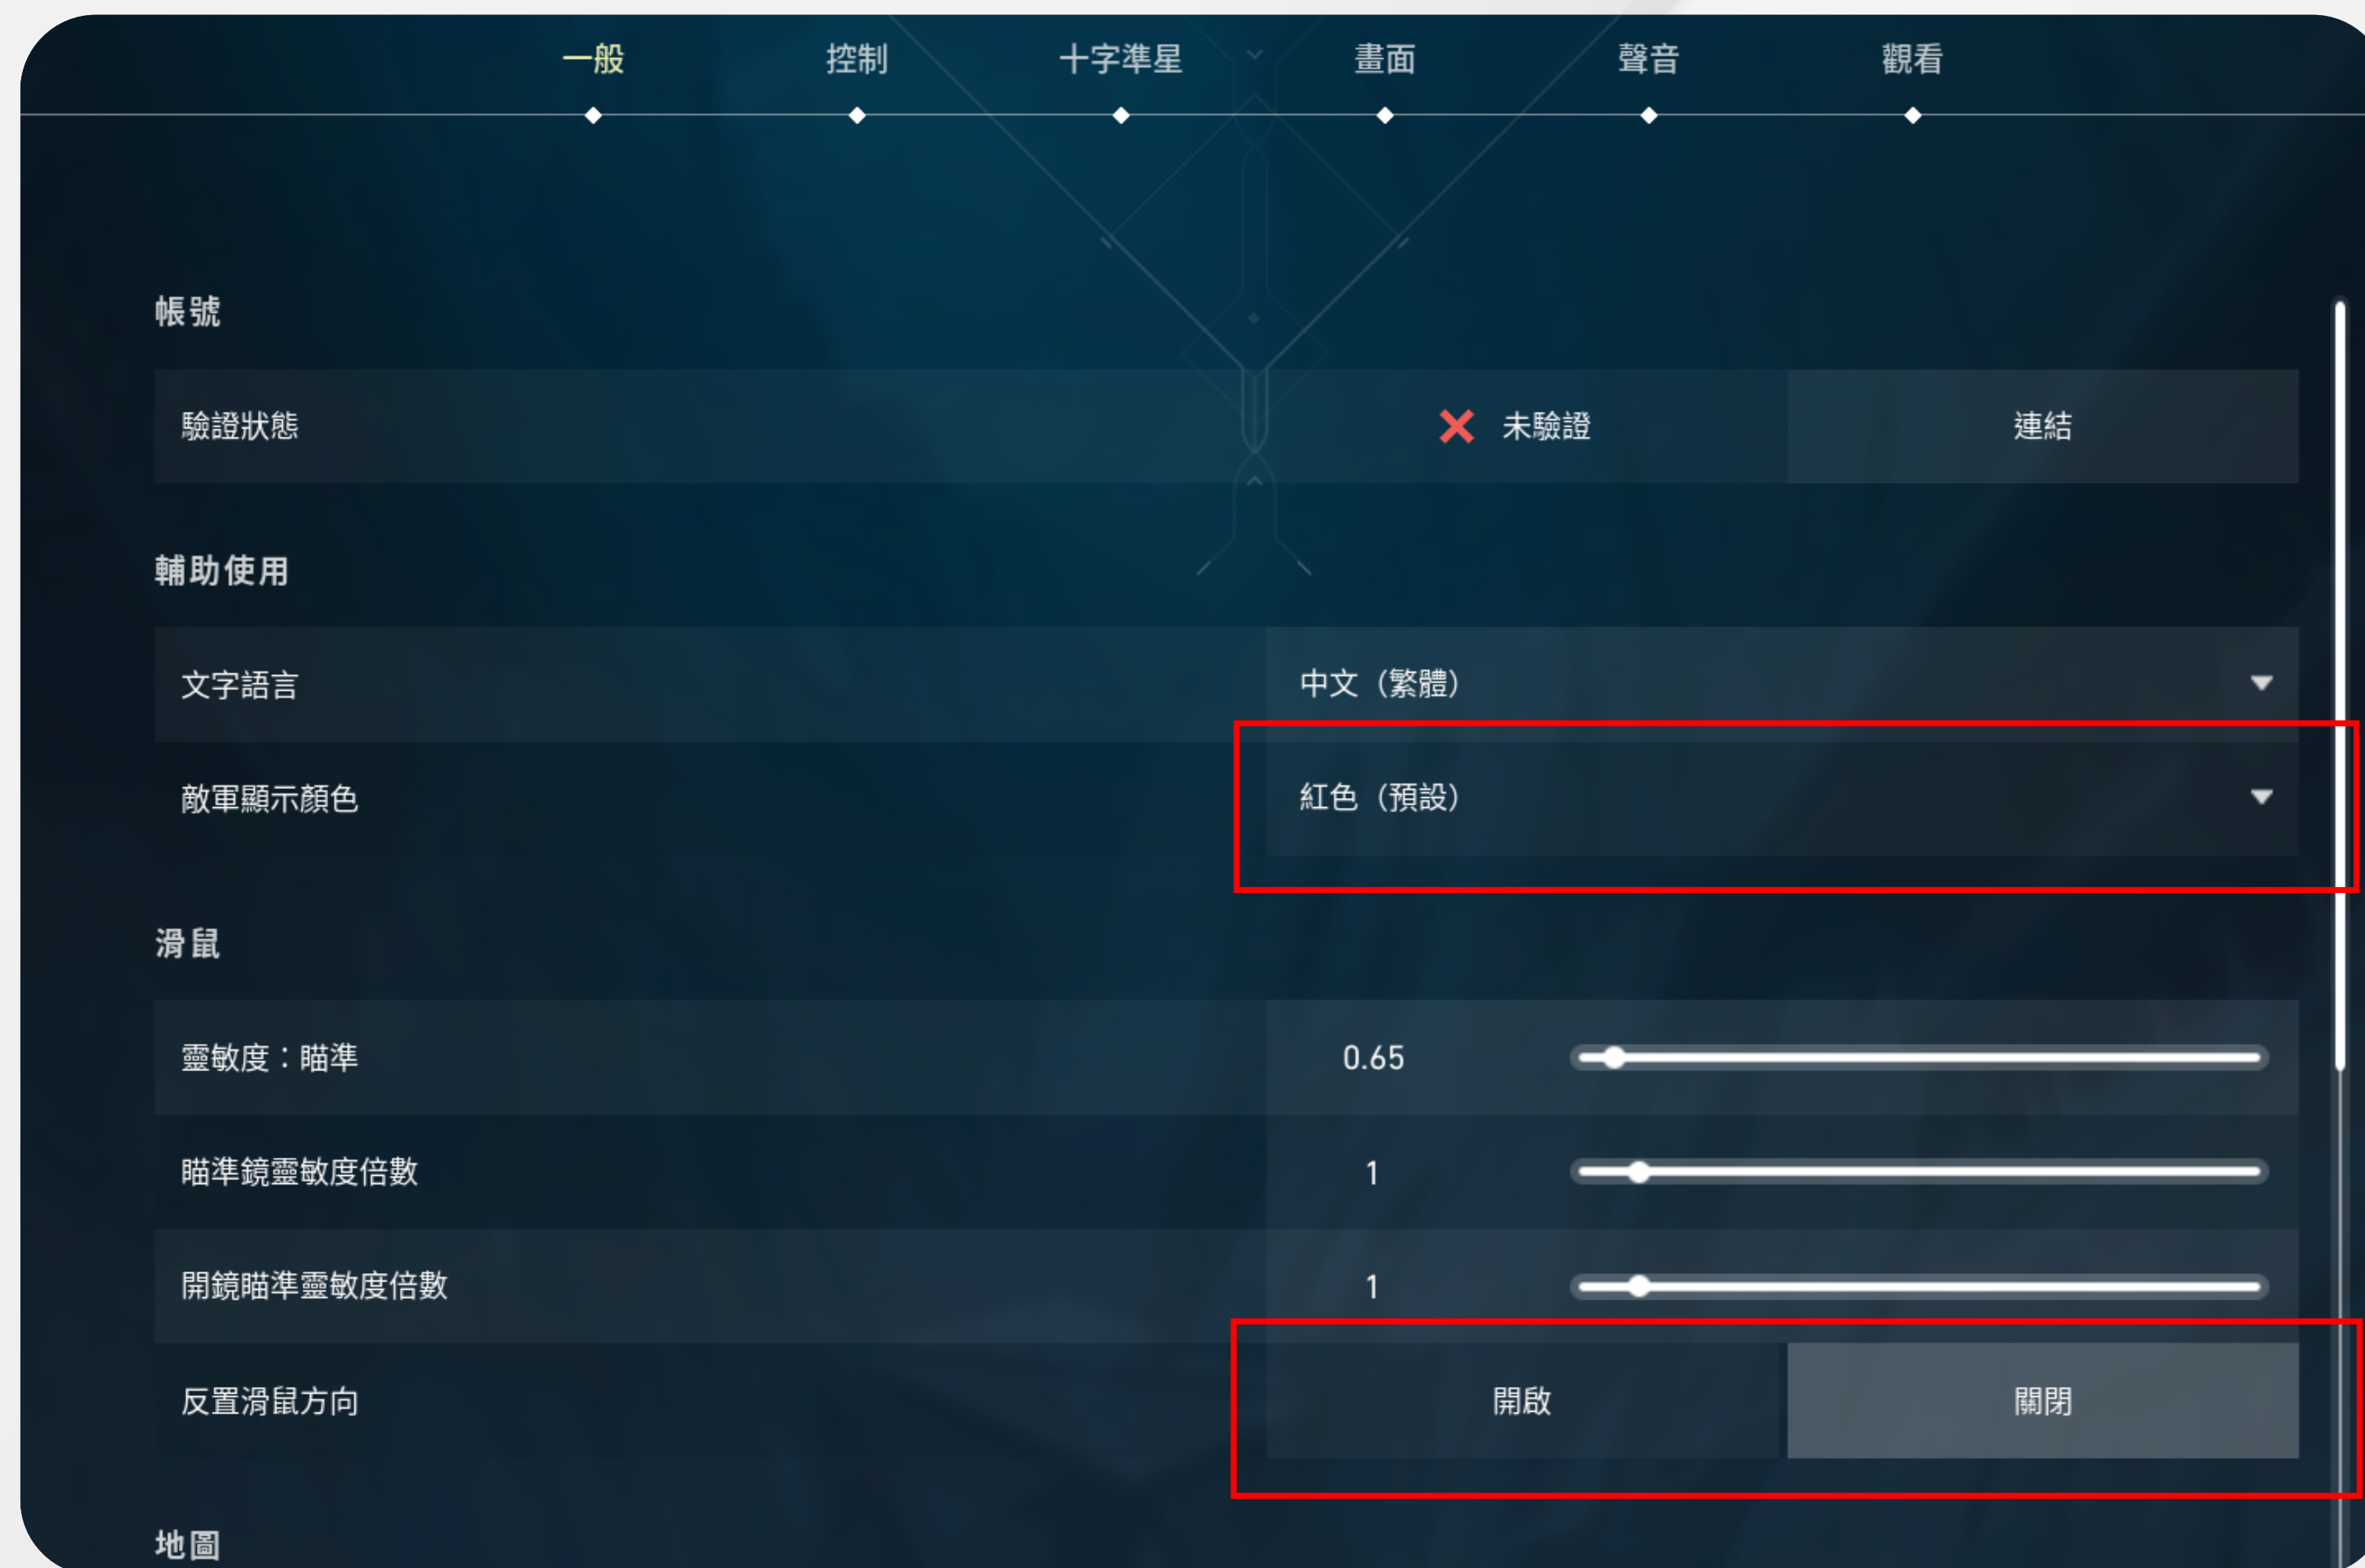 一般 控制 十字準星 畫面 聲音 觀看
帳號
驗證狀態 未驗證 連結
輔助使用
文字語言 中文（繁體）
敵軍顯示顏色 紅色（預設）
滑鼠
靈敏度：瞄準 0.65
瞄準鏡靈敏度倍數 1
開鏡瞄準靈敏度倍數 1
反置滑鼠方向 開啟 關閉
地圖